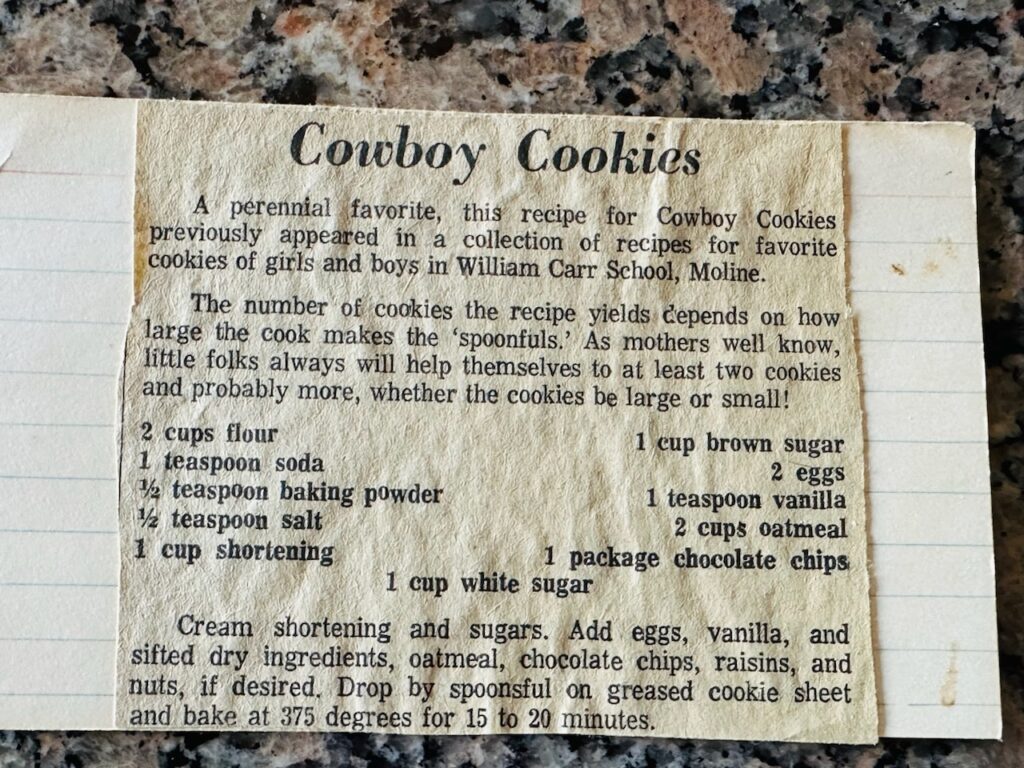 Cowboy Cookies
A perennial favorite, this recipe for Cowboy Cookies
previously appeared in a collection of recipes for favorite
cookies of girls and boys in William Carr School, Moline.
The number of cookies the recipe yields depends on how
large the cook makes the ‘spoonfuls.’ As mothers well know,
little folks always will help themselves to at least two cookies
and probably more, whether the cookies be large or small!
2 cups flour
1 teaspoon soda
½ teaspoon baking powder
½ teaspoon salt
1 cup shortening
1 cup brown sugar
2 eggs
1 teaspoon vanilla
2 cups oatmeal
1 package chocolate chips
1 cup white sugar
Cream shortening and sugars. Add eggs, vanilla, and
sifted dry ingredients, oatmeal, chocolate chips, raisins, and
nuts, if desired. Drop by spoonsful on greased cookie sheet
and bake at 375 degrees for 15 to 20 minutes.